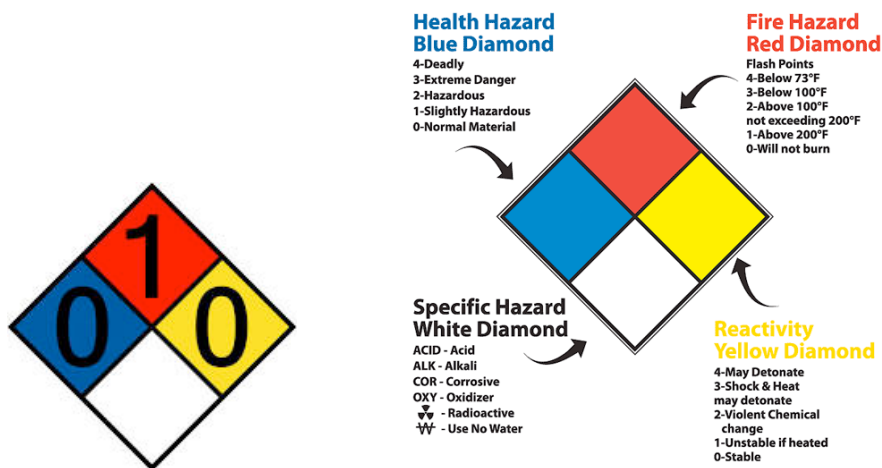 1
0 0
Health Hazard
Blue Diamond
4-Deadly
3-Extreme Danger
2-Hazardous
1-Slightly Hazardous
0-Normal Material
Fire Hazard
Red Diamond
Flash Points
4-Below 73°F
3-Below 100°F
2-Above 100°F
not exceeding 200°F
1-Above 200°F
0-Will not burn
Specific Hazard
White Diamond
ACID - Acid
ALK - Alkali
COR - Corrosive
OXY - Oxidizer
- Radioactive
W - Use No Water
Reactivity
Yellow Diamond
4-May Detonate
3-Shock & Heat
may detonate
2-Violent Chemical
change
1-Unstable if heated
0-Stable